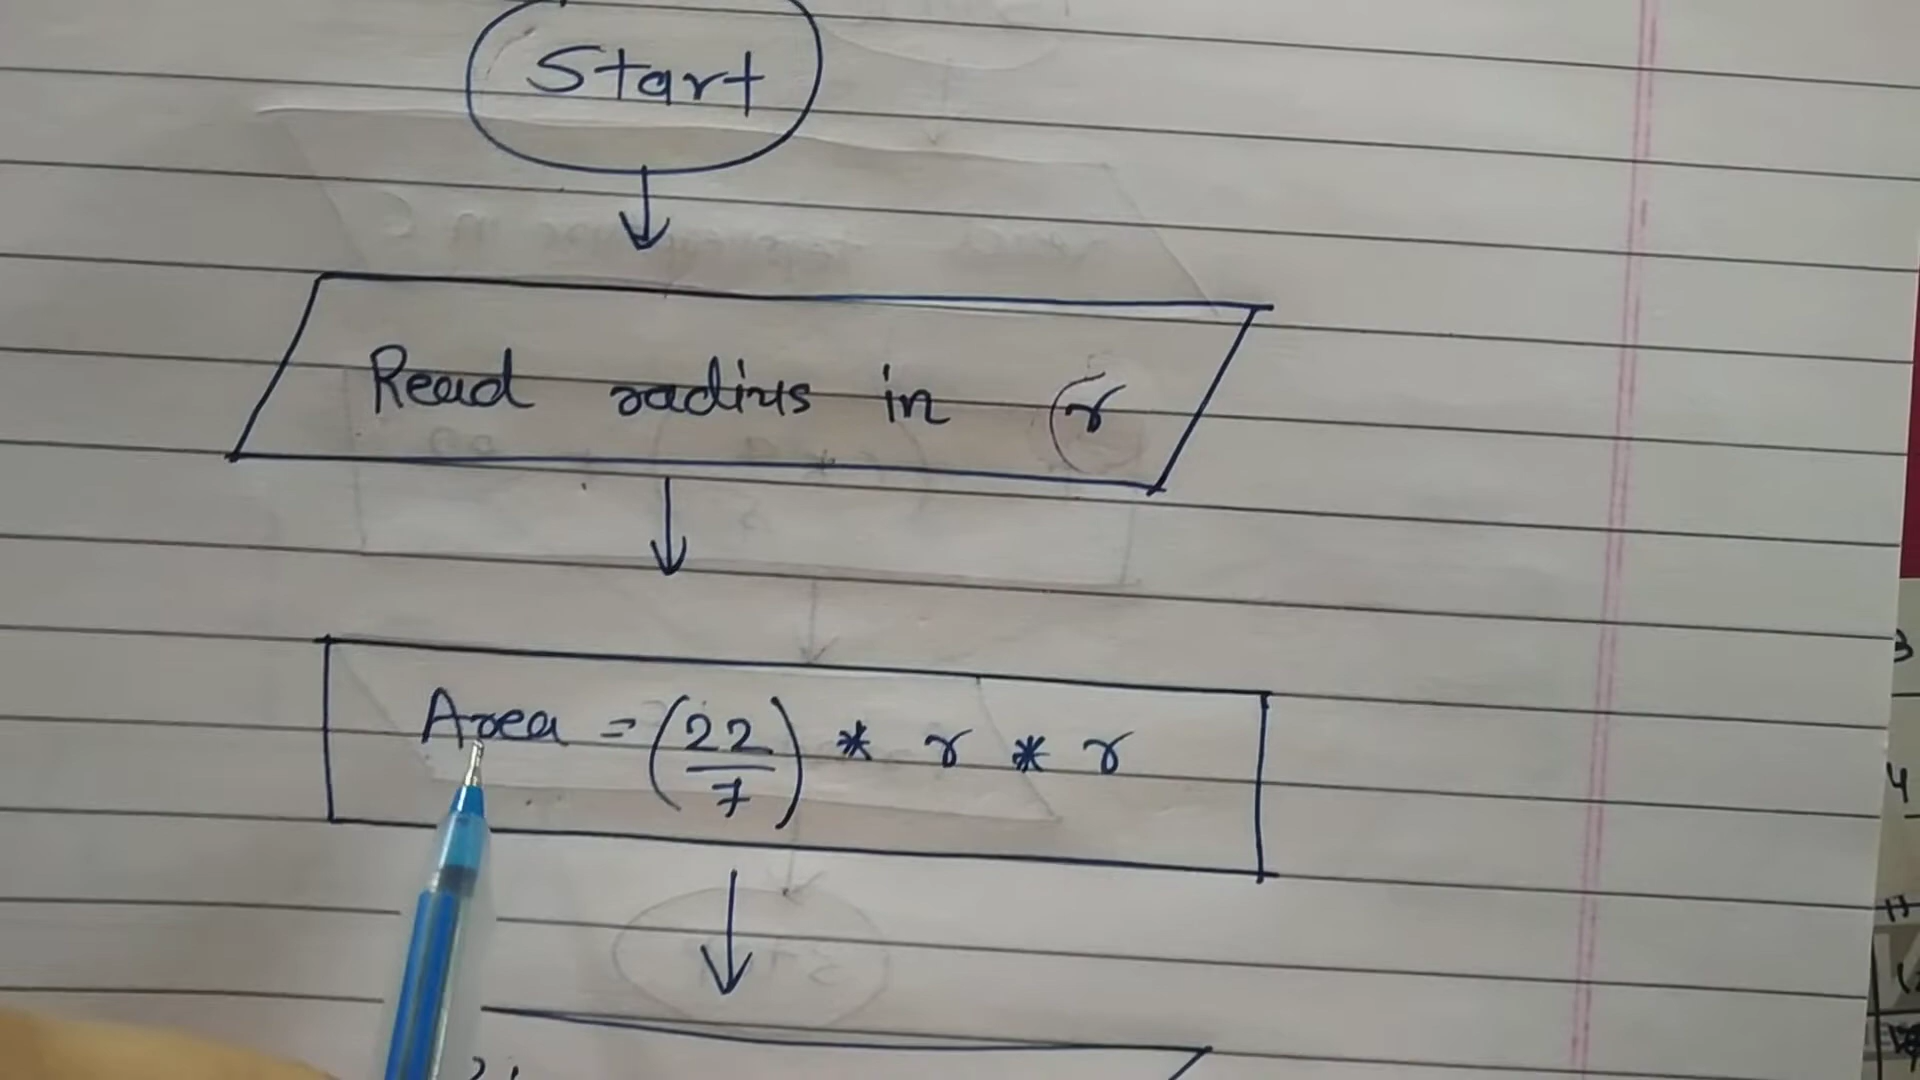 Start
Read radius in r
Area = (22/7) * r * r